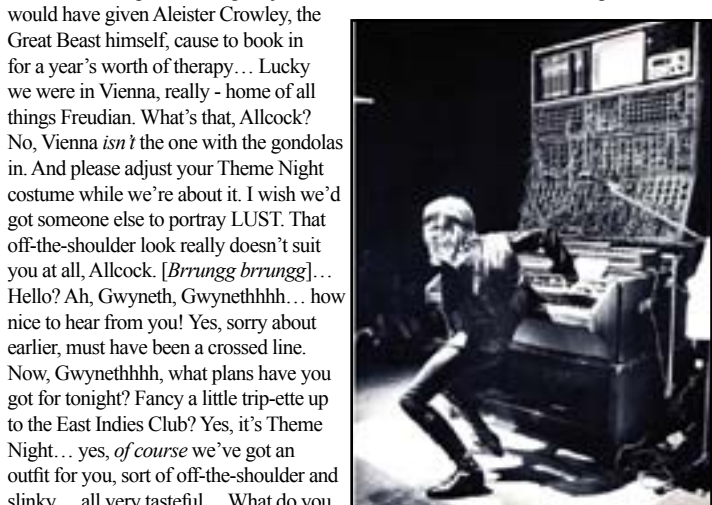 would have given Aleister Crowley, the
Great Beast himself, cause to book in
for a year's worth of therapy… Lucky
we were in Vienna, really - home of all
things Freudian. What's that, Allcock?
No, Vienna isn't the one with the gondolas
in. And please adjust your Theme Night
costume while we're about it. I wish we'd
got someone else to portray LUST. That
off-the-shoulder look really doesn't suit
you at all, Allcock. [Brrungg brrungg]…
Hello? Ah, Gwyneth, Gwynethhhh… how
nice to hear from you! Yes, sorry about
earlier, must have been a crossed line.
Now, Gwynethhhh, what plans have you
got for tonight? Fancy a little trip-ette up
to the East Indies Club? Yes, it's Theme
Night… yes, of course we've got an
outfit for you, sort of off-the-shoulder and
slinky… all very tasteful… What do you